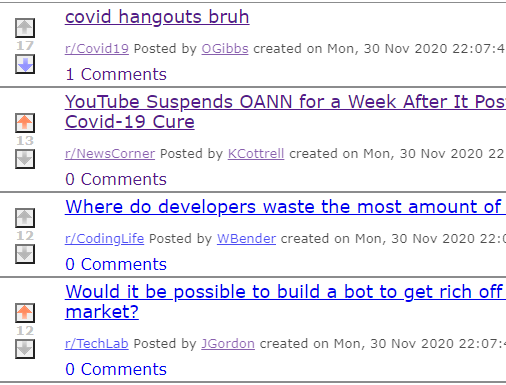 covid hangouts bruh
17
r/Covid19 Posted by OGibbs created on Mon, 30 Nov 2020 22:07:4
1 Comments
YouTube Suspends OANN for a Week After It Pos
Covid-19 Cure
13
r/NewsCorner Posted by KCottrell created on Mon, 30 Nov 2020 22
0 Comments
Where do developers waste the most amount of
12
r/CodingLife Posted by WBender created on Mon, 30 Nov 2020 22:0
0 Comments
Would it be possible to build a bot to get rich off
market?
12
r/TechLab Posted by JGordon created on Mon, 30 Nov 2020 22:07:4
0 Comments